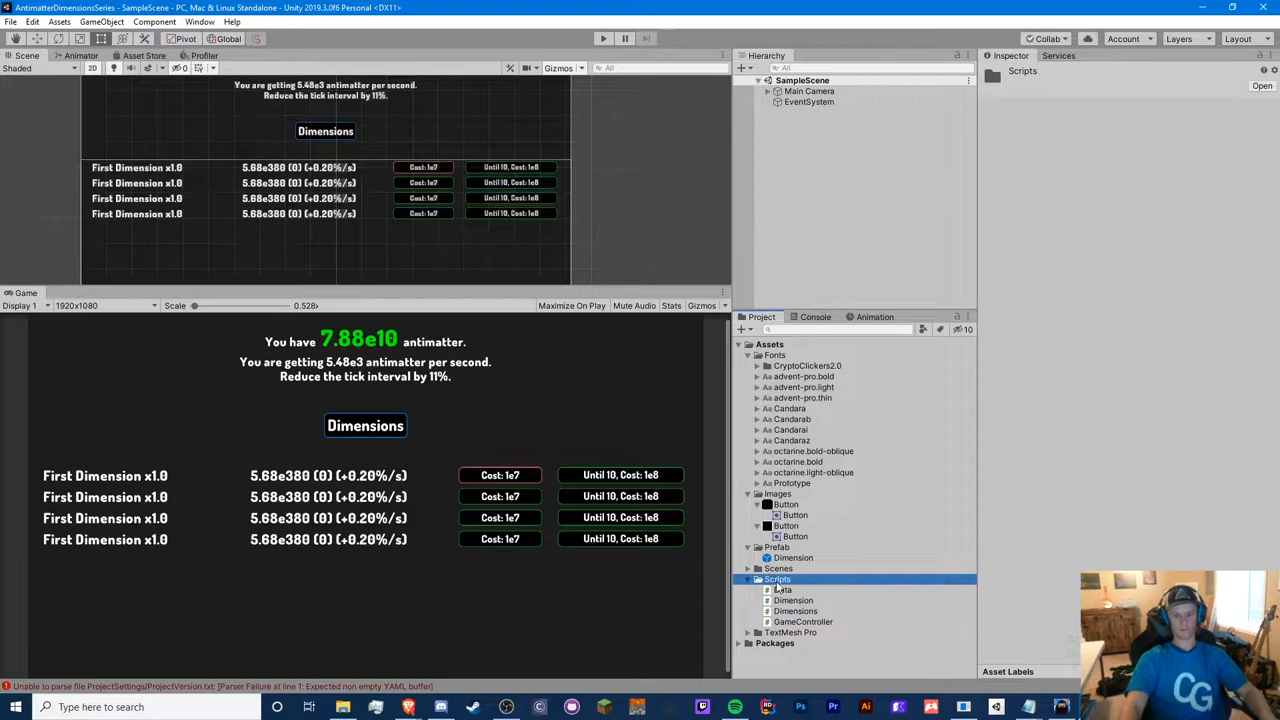 AntimatterDimensionsSeries - SampleScene - PC, Mac & Linux Standalone - Unity 2019.3.0f6 Personal <DX11>
File Edit Assets GameObject Component Window Help
Pivot Global Collab Account Layers Layout
Scene Animator Asset Store Profiler
Shaded 2D 0 Gizmos All
You are getting 5.48e3 antimatter per second.
Reduce the tick interval by 11%.
Dimensions
First Dimension x1.0 5.68e380 (0) (+0.20%/s) Cost: 1e7 Until 10, Cost: 1e8
First Dimension x1.0 5.68e380 (0) (+0.20%/s) Cost: 1e7 Until 10, Cost: 1e8
First Dimension x1.0 5.68e380 (0) (+0.20%/s) Cost: 1e7 Until 10, Cost: 1e8
First Dimension x1.0 5.68e380 (0) (+0.20%/s) Cost: 1e7 Until 10, Cost: 1e8
Game
Display 1 1920x1080 Scale 0.528x Maximize On Play Mute Audio Stats Gizmos
You have 7.88e10 antimatter.
You are getting 5.48e3 antimatter per second.
Reduce the tick interval by 11%.
Dimensions
First Dimension x1.0 5.68e380 (0) (+0.20%/s) Cost: 1e7 Until 10, Cost: 1e8
First Dimension x1.0 5.68e380 (0) (+0.20%/s) Cost: 1e7 Until 10, Cost: 1e8
First Dimension x1.0 5.68e380 (0) (+0.20%/s) Cost: 1e7 Until 10, Cost: 1e8
First Dimension x1.0 5.68e380 (0) (+0.20%/s) Cost: 1e7 Until 10, Cost: 1e8
Hierarchy
All
SampleScene
Main Camera
EventSystem
Project Console Animation
10
Assets
Fonts
CryptoClickers2.0
advent-pro.bold
advent-pro.light
advent-pro.thin
Candara
Candarab
Candarai
Candaraz
octarine.bold-oblique
octarine.bold
octarine.light-oblique
Prototype
Images
Button
Button
Button
Button
Prefab
Dimension
Scenes
Scripts
Data
Dimension
Dimensions
GameController
TextMesh Pro
Packages
Inspector Services
Scripts
Open
Asset Labels
Unable to parse file ProjectSettings/ProjectVersion.txt: [Parser Failure at line 1: Expected non empty YAML buffer]
Type here to search
CG